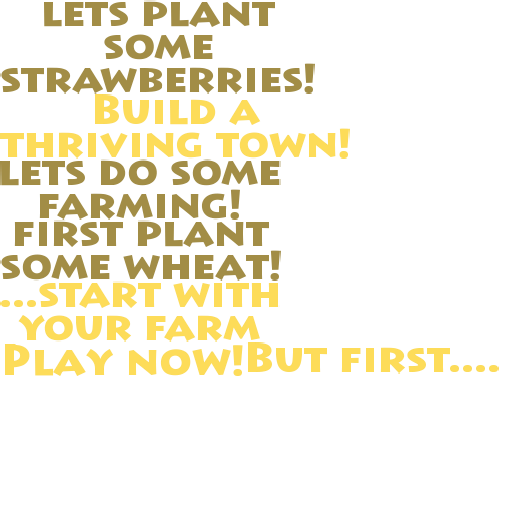 LETS PLANT
SOME
STRAWBERRIES!
BUILD A
THRIVING TOWN!
LETS DO SOME
FARMING!
FIRST PLANT
SOME WHEAT!
...START WITH
YOUR FARM
PLAY NOW! BUT FIRST....